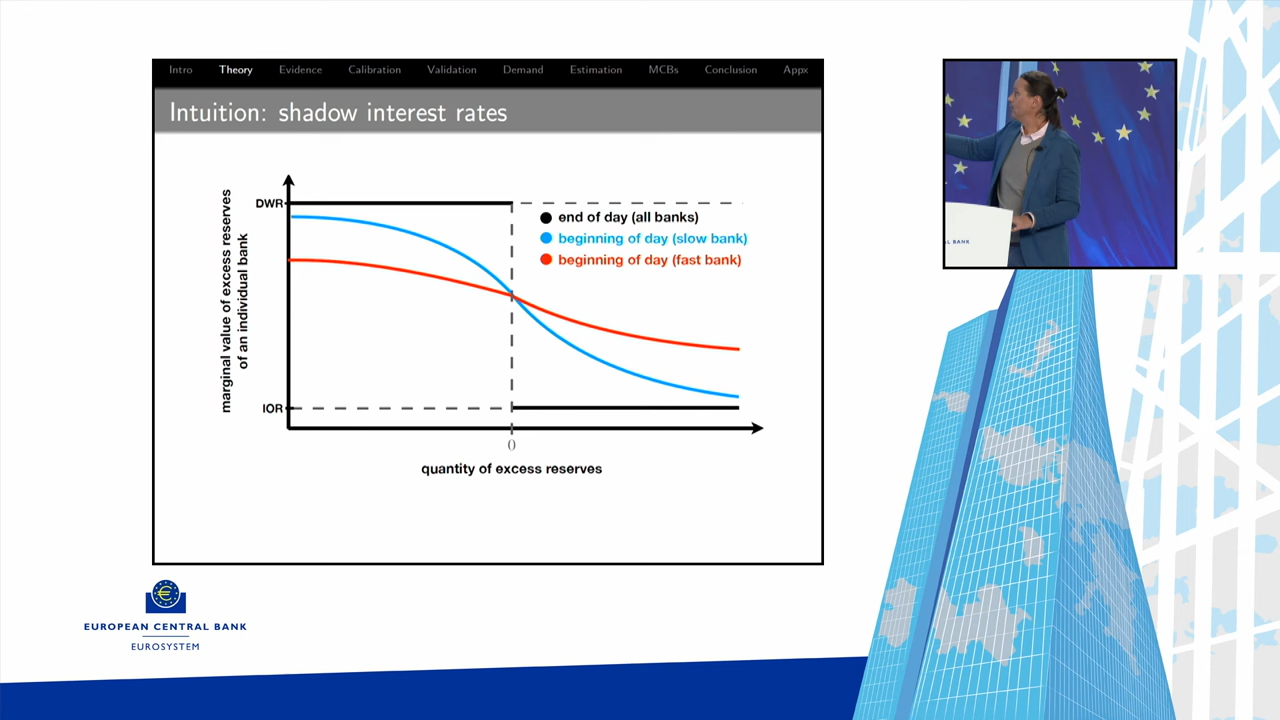 Intro Theory Evidence Calibration Validation Demand Estimation MCBs Conclusion Appx
Intuition: shadow interest rates
marginal value of excess reserves
of an individual bank
DWR
end of day (all banks)
beginning of day (slow bank)
beginning of day (fast bank)
IOR
0
quantity of excess reserves
AL BANK
EUROPEAN CENTRAL BANK
EUROSYSTEM